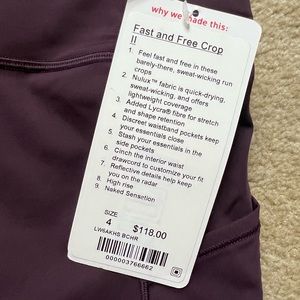 why we made this:
Fast and Free Crop
II
1. Feel fast and free in these
barely-there, sweat-wicking run
crops
2. Nulux™ fabric is quick-drying,
sweat-wicking, and offers
lightweight coverage
3. Added Lycra® fibre for stretch
and shape retention
4. Discreet waistband pockets keep
your essentials close
5. Stash your essentials in the
side pockets
6. Cinch the interior waist
drawcord to customize your fit
7. Reflective details help keep
you on the radar
8. High rise
9. Naked Sensation
SIZE
4
$118.00
LW6AKHS BCHR
000003766662